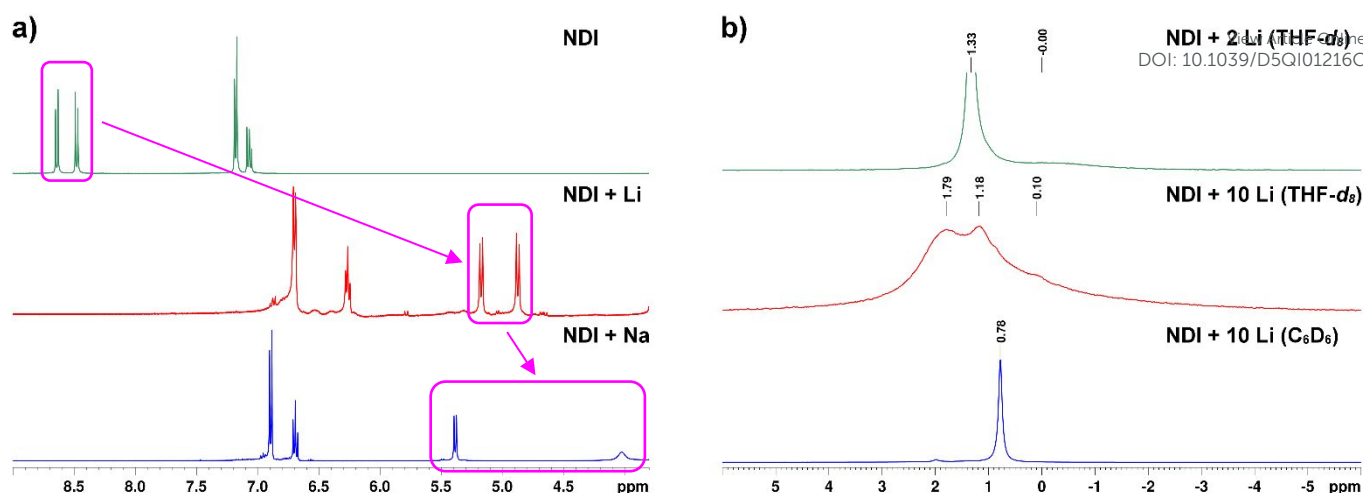 a)
NDI
NDI + Li
NDI + Na
8.5 8.0 7.5 7.0 6.5 6.0 5.5 5.0 4.5 ppm
b)
NDI + 2 Li (THF-d₈)
DOI: 10.1039/D5QI01216C
1.33
-0.00
NDI + 10 Li (THF-d₈)
1.79
1.18
0.10
NDI + 10 Li (C₆D₆)
0.78
5 4 3 2 1 0 -1 -2 -3 -4 -5 ppm